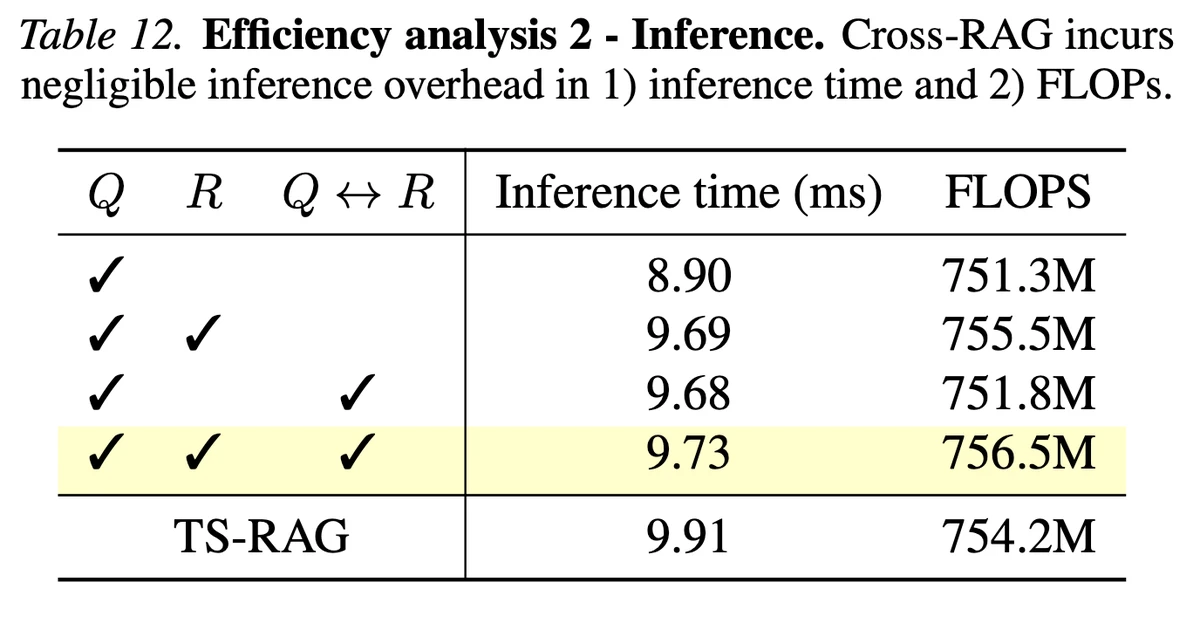 Table 12. Efficiency analysis 2 - Inference. Cross-RAG incurs
negligible inference overhead in 1) inference time and 2) FLOPs.
Q R Q ↔ R Inference time (ms) FLOPS
✓ 8.90 751.3M
✓ ✓ 9.69 755.5M
✓ ✓ 9.68 751.8M
✓ ✓ ✓ 9.73 756.5M
TS-RAG 9.91 754.2M